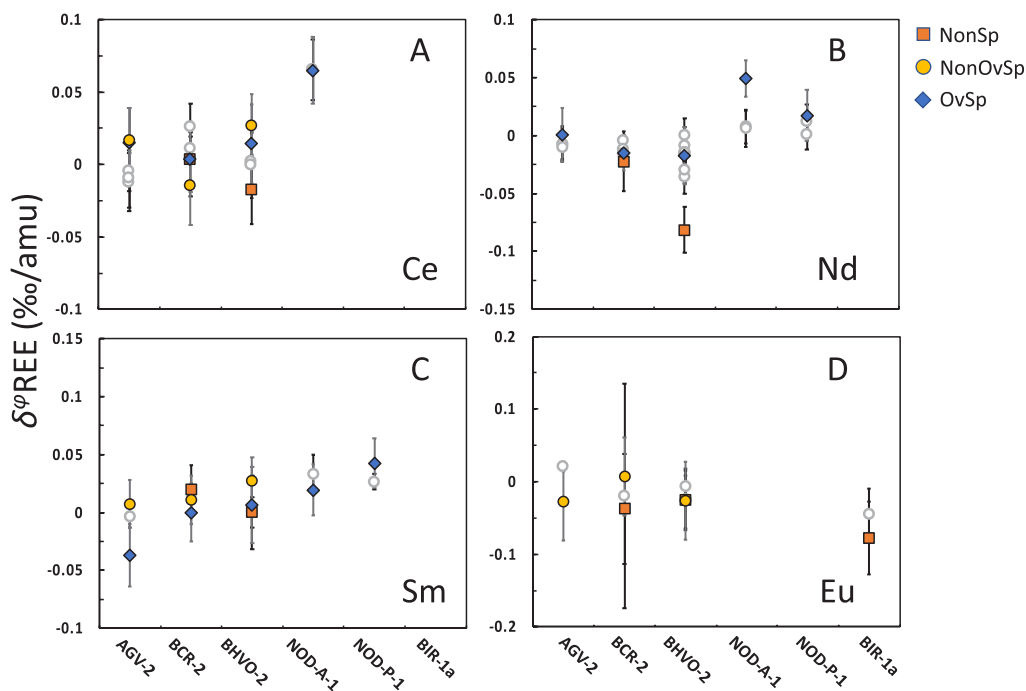 0.1
0.05
0
-0.05
-0.1
A
Ce
0.1
0.05
0
-0.05
-0.1
-0.15
B
Nd
NonSp
NonOvSp
OvSp
δᵠREE (‰/amu)
0.15
0.1
0.05
0
-0.05
-0.1
C
Sm
0.2
0.1
0
-0.1
-0.2
D
Eu
AGV-2
BCR-2
BHVO-2
NOD-A-1
NOD-P-1
BIR-1a
AGV-2
BCR-2
BHVO-2
NOD-A-1
NOD-P-1
BIR-1a